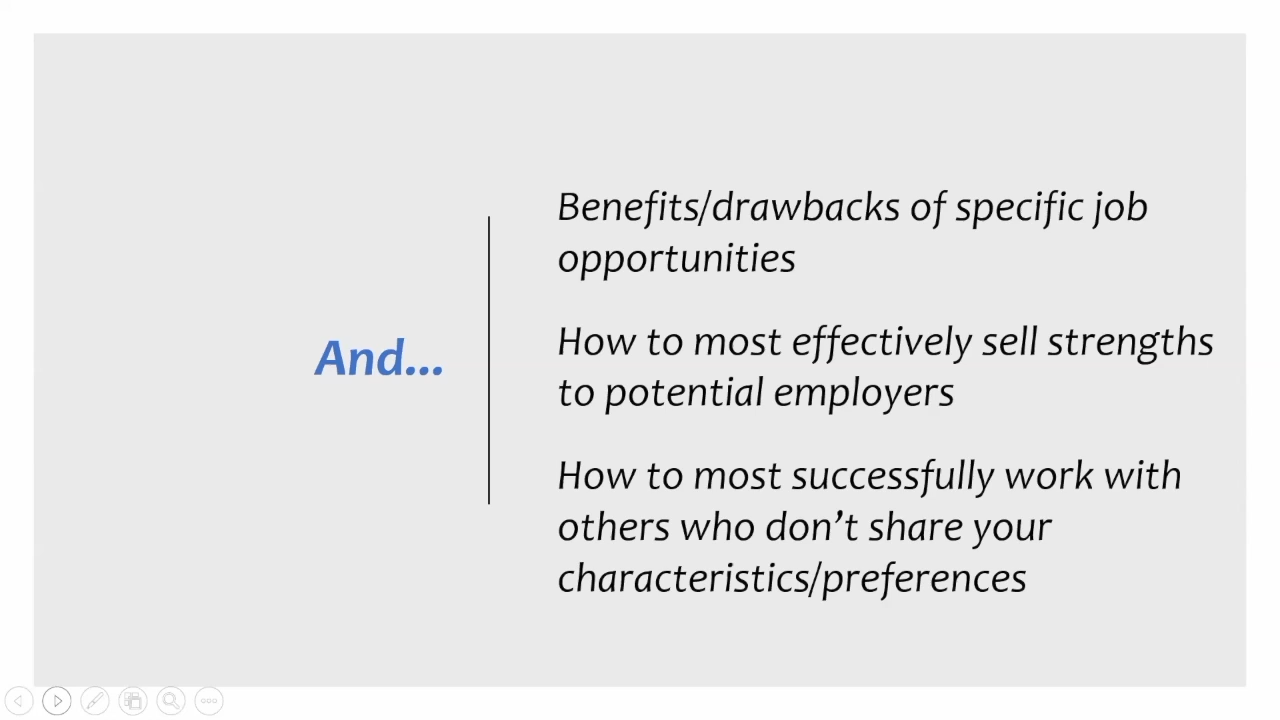 And...
Benefits/drawbacks of specific job
opportunities
How to most effectively sell strengths
to potential employers
How to most successfully work with
others who don’t share your
characteristics/preferences